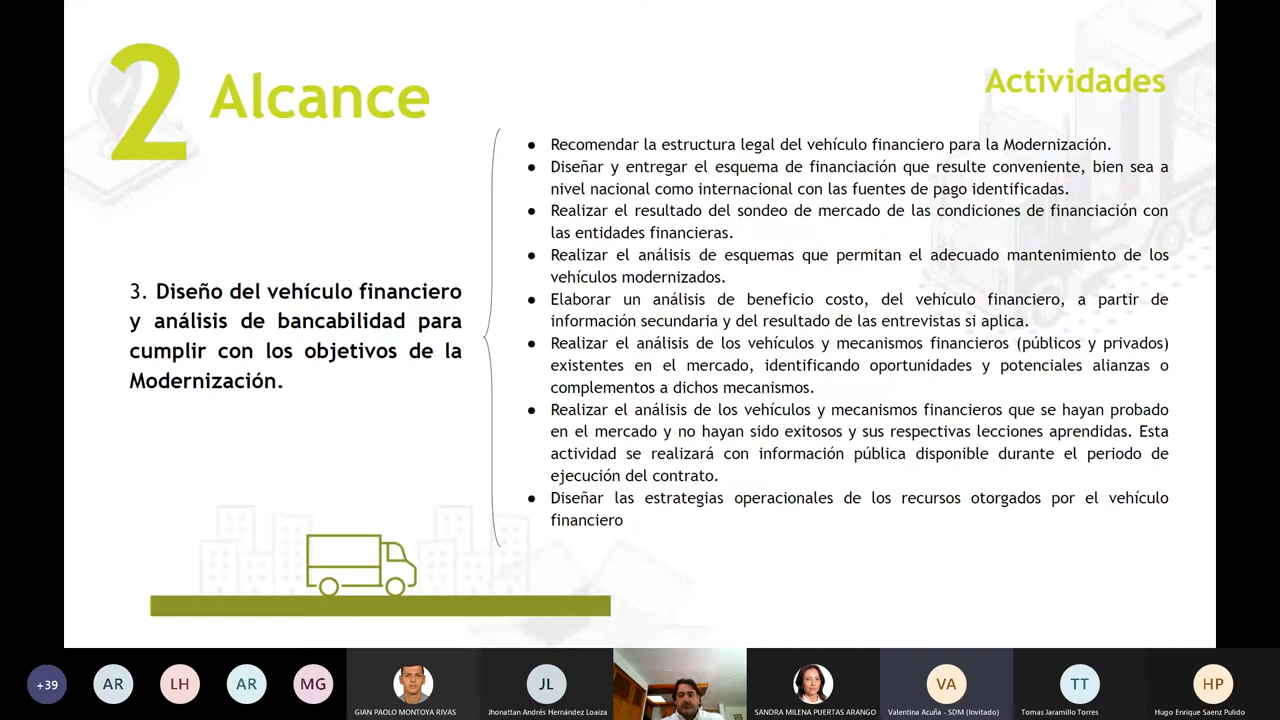 2 Alcance
Actividades
3. Diseño del vehículo financiero
y análisis de bancabilidad para
cumplir con los objetivos de la
Modernización.
● Recomendar la estructura legal del vehículo financiero para la Modernización.
● Diseñar y entregar el esquema de financiación que resulte conveniente, bien sea a
nivel nacional como internacional con las fuentes de pago identificadas.
● Realizar el resultado del sondeo de mercado de las condiciones de financiación con
las entidades financieras.
● Realizar el análisis de esquemas que permitan el adecuado mantenimiento de los
vehículos modernizados.
● Elaborar un análisis de beneficio costo, del vehículo financiero, a partir de
información secundaria y del resultado de las entrevistas si aplica.
● Realizar el análisis de los vehículos y mecanismos financieros (públicos y privados)
existentes en el mercado, identificando oportunidades y potenciales alianzas o
complementos a dichos mecanismos.
● Realizar el análisis de los vehículos y mecanismos financieros que se hayan probado
en el mercado y no hayan sido exitosos y sus respectivas lecciones aprendidas. Esta
actividad se realizará con información pública disponible durante el periodo de
ejecución del contrato.
● Diseñar las estrategias operacionales de los recursos otorgados por el vehículo
financiero
+39
AR
LH
AR
MG
GIAN PAOLO MONTOYA RIVAS
JL
Jhonattan Andrés Hernández Loaiza
SANDRA MILENA PUERTAS ARANGO
VA
Valentina Acuña - SDM (Invitado)
TT
Tomas Jaramillo Torres
HP
Hugo Enrique Saenz Pulido